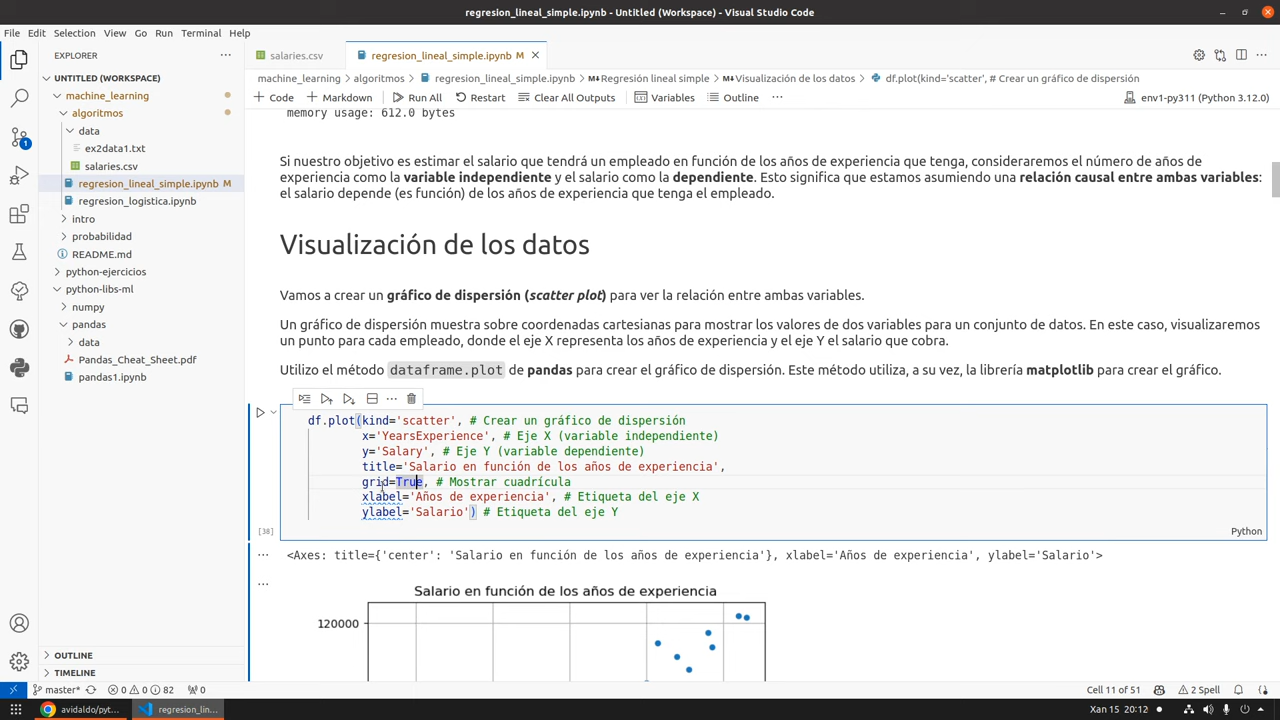 regresion_lineal_simple.ipynb - Untitled (Workspace) - Visual Studio Code
File Edit Selection View Go Run Terminal Help
EXPLORER
UNTITLED (WORKSPACE)
machine_learning
algoritmos
data
ex2data1.txt
salaries.csv
regresion_lineal_simple.ipynb M
regresion_logistica.ipynb
intro
probabilidad
README.md
python-ejercicios
python-libs-ml
numpy
pandas
data
Pandas_Cheat_Sheet.pdf
pandas1.ipynb
OUTLINE
TIMELINE
1
salaries.csv
regresion_lineal_simple.ipynb M
machine_learning > algoritmos > regresion_lineal_simple.ipynb > M↓Regresión lineal simple > M↓Visualización de los datos > df.plot(kind='scatter', # Crear un gráfico de dispersión
+ Code + Markdown Run All Restart Clear All Outputs Variables Outline ···
env1-py311 (Python 3.12.0)
memory usage: 612.0 bytes
Si nuestro objetivo es estimar el salario que tendrá un empleado en función de los años de experiencia que tenga, consideraremos el número de años de
experiencia como la variable independiente y el salario como la dependiente. Esto significa que estamos asumiendo una relación causal entre ambas variables:
el salario depende (es función) de los años de experiencia que tenga el empleado.
Visualización de los datos
Vamos a crear un gráfico de dispersión (scatter plot) para ver la relación entre ambas variables.
Un gráfico de dispersión muestra sobre coordenadas cartesianas para mostrar los valores de dos variables para un conjunto de datos. En este caso, visualizaremos
un punto para cada empleado, donde el eje X representa los años de experiencia y el eje Y el salario que cobra.
Utilizo el método dataframe.plot de pandas para crear el gráfico de dispersión. Este método utiliza, a su vez, la librería matplotlib para crear el gráfico.
df.plot(kind='scatter', # Crear un gráfico de dispersión
x='YearsExperience', # Eje X (variable independiente)
y='Salary', # Eje Y (variable dependiente)
title='Salario en función de los años de experiencia',
grid=True, # Mostrar cuadrícula
xlabel='Años de experiencia', # Etiqueta del eje X
ylabel='Salario') # Etiqueta del eje Y
[38]
Python
<Axes: title={'center': 'Salario en función de los años de experiencia'}, xlabel='Años de experiencia', ylabel='Salario'>
Salario en función de los años de experiencia
120000
master* 0 0 82 0
Cell 11 of 51
2 Spell
avidaldo/pyt...
regresion_lin...
Xan 15 20:12